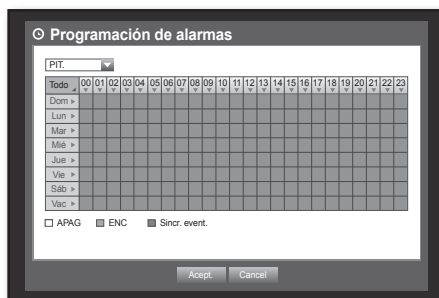 Programación de alarmas
PIT.
Todo 00 01 02 03 04 05 06 07 08 09 10 11 12 13 14 15 16 17 18 19 20 21 22 23
Dom
Lun
Mar
Mié
Jue
Vie
Sáb
Vac
APAG ENC Sincr. event.
Acept. Cancel